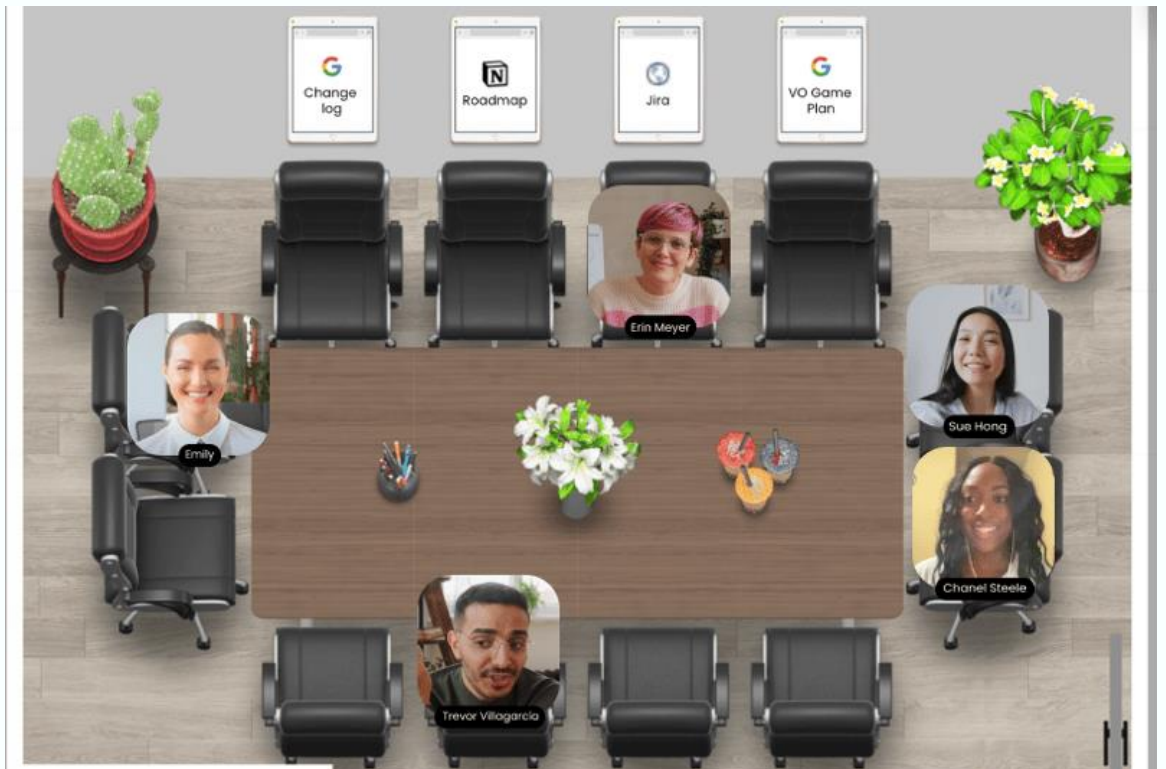 Change
log
Roadmap
Jira
VO Game
Plan
Erin Meyer
Emily
Sue Hong
Chanel Steele
Trevor Villagarcia